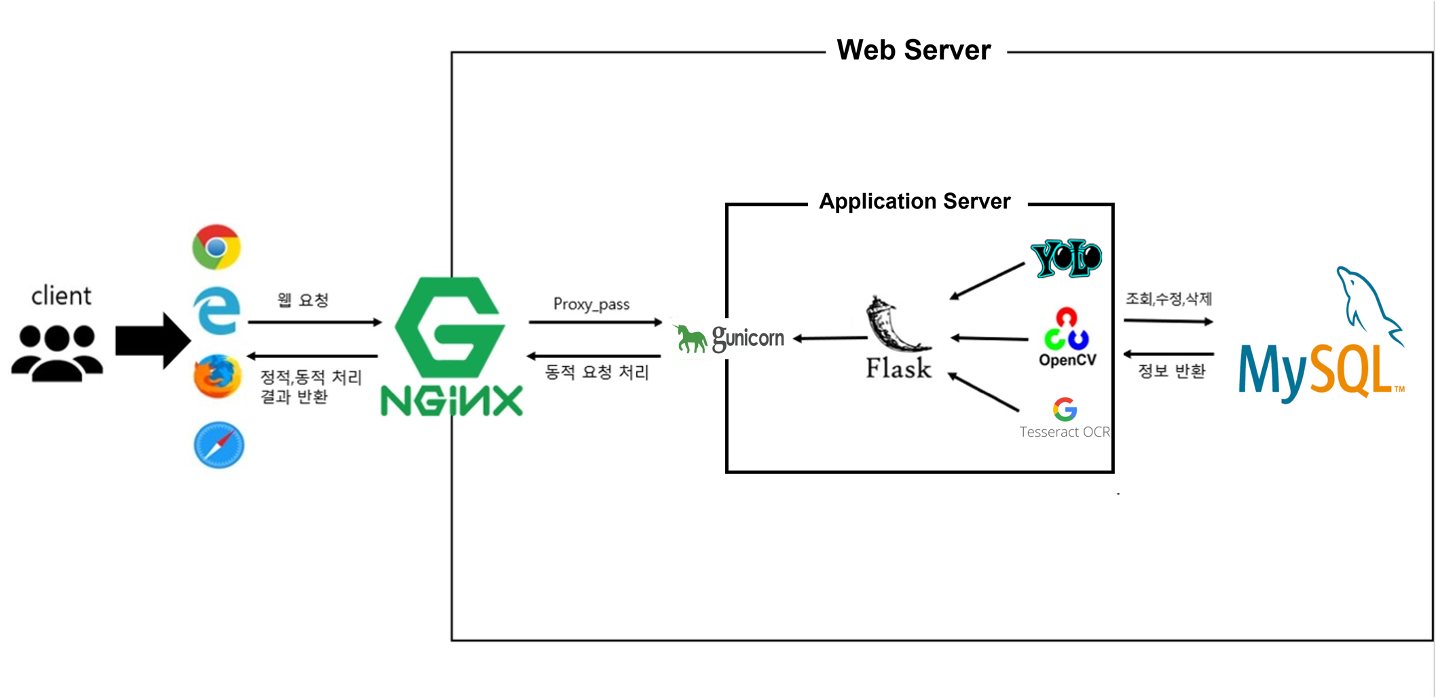 Web Server
Application Server
client
웹 요청
정적,동적 처리
결과 반환
NGiNX
Proxy_pass
동적 요청 처리
gunicorn
Flask
YOLO
OpenCV
Tesseract OCR
조회,수정,삭제
정보 반환
MySQL™